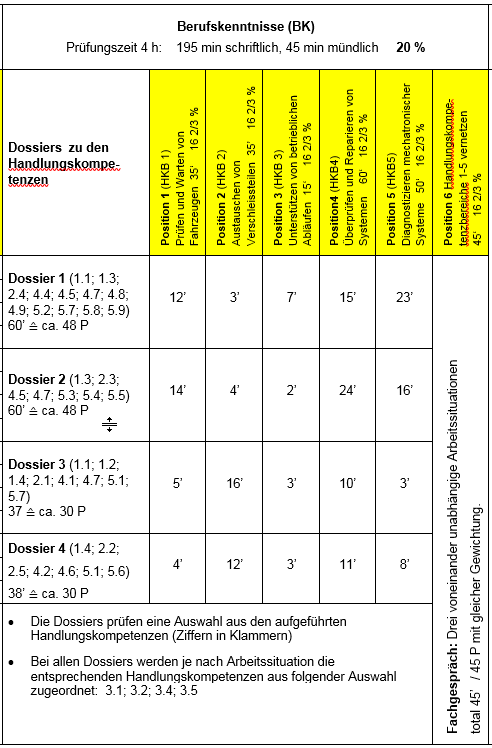 Berufskenntnisse (BK)
Prüfungszeit 4 h: 195 min schriftlich, 45 min mündlich 20 %
Dossiers zu den
Handlungskompe-
tenzen
Position 1 (HKB 1)
Prüfen und Warten von
Fahrzeugen 35' 16 2/3 %
Position 2 (HKB 2)
Austauschen von
Verschleissteilen 35' 16 2/3 %
Position 3 (HKB 3)
Unterstützen von betrieblichen
Abläufen 15' 16 2/3 %
Position4 (HKB4)
Überprüfen und Reparieren von
Systemen 60' 16 2/3 %
Position 5 (HKB5)
Diagnostizieren mechatronischer
Systeme 50' 16 2/3 %
Position 6 Handlungskompe-
tenzbereiche 1-5 vernetzen
45' 16 2/3 %
Dossier 1 (1.1; 1.3;
2.4; 4.4; 4.5; 4.7; 4.8;
4.9; 5.2; 5.7; 5.8; 5.9)
60' ≙ ca. 48 P
12' 3' 7' 15' 23'
Dossier 2 (1.3; 2.3;
4.5; 4.7; 5.3; 5.4; 5.5)
60' ≙ ca. 48 P
14' 4' 2' 24' 16'
Dossier 3 (1.1; 1.2;
1.4; 2.1; 4.1; 4.7; 5.1;
5.7)
37 ≙ ca. 30 P
5' 16' 3' 10' 3'
Dossier 4 (1.4; 2.2;
2.5; 4.2; 4.6; 5.1; 5.6)
38' ≙ ca. 30 P
4' 12' 3' 11' 8'
Fachgespräch: Drei voneinander unabhängige Arbeitssituationen
total 45' / 45 P mit gleicher Gewichtung.
• Die Dossiers prüfen eine Auswahl aus den aufgeführten
Handlungskompetenzen (Ziffern in Klammern)
• Bei allen Dossiers werden je nach Arbeitssituation die
entsprechenden Handlungskompetenzen aus folgender Auswahl
zugeordnet: 3.1; 3.2; 3.4; 3.5